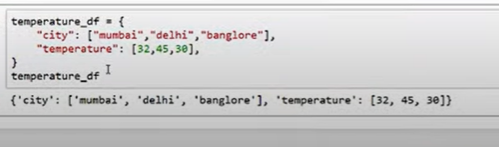 temperature_df = {
    "city": ["mumbai","delhi","banglore"],
    "temperature": [32,45,30],
}
temperature_df
{'city': ['mumbai', 'delhi', 'banglore'], 'temperature': [32, 45, 30]}